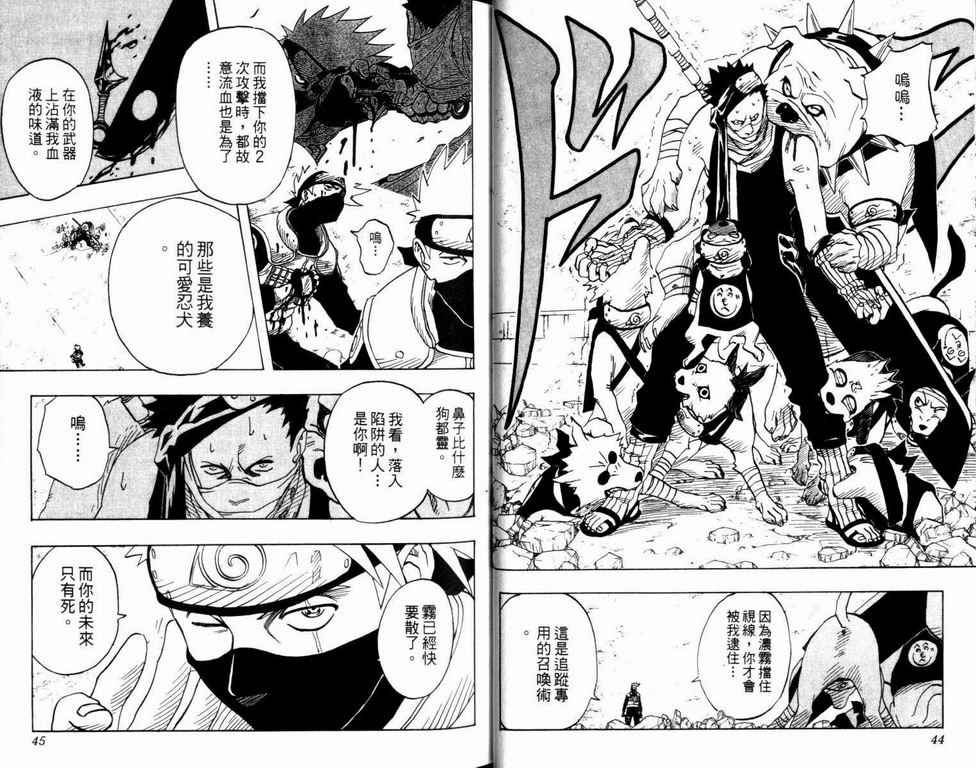 嗚嗚…
因為濃霧擋住
視線，你才會
被我逮住…
這是追蹤專
用的召喚術
。
44
而我擋下你的2
次攻擊時，都故
意流血也是為了
……
在你的武器
上沾滿我血
液的味道。
嗚…
那些是我養
的可愛忍犬
。
鼻子比什麼
狗都靈。
我看，落入
陷阱的人…
是你啊！
嗚…
霧已經快
要散了。
而你的未來
只有死。
45